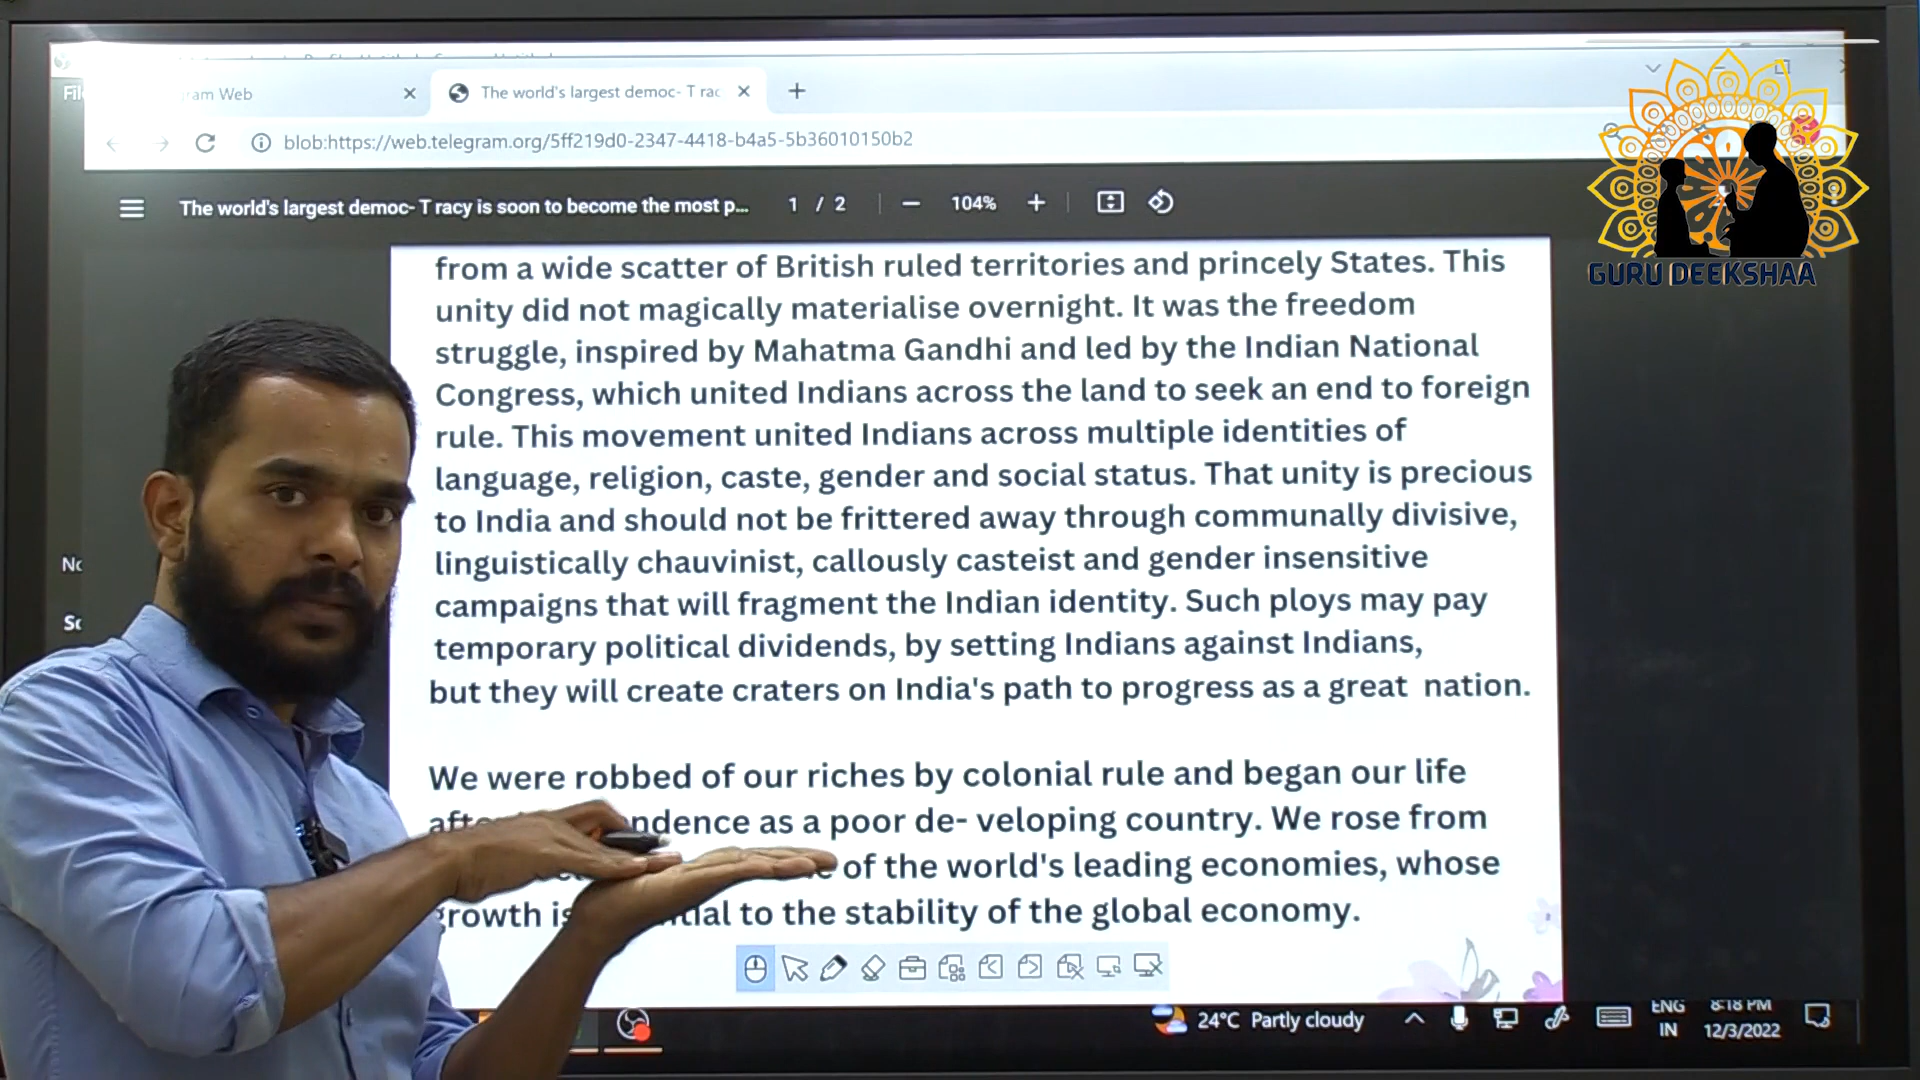 File
ram Web
The world's largest democ- T rac
blob:https://web.telegram.org/5ff219d0-2347-4418-b4a5-5b36010150b2
The world's largest democ- T racy is soon to become the most p...
1 / 2
104%
GURU DEEKSHAA
from a wide scatter of British ruled territories and princely States. This
unity did not magically materialise overnight. It was the freedom
struggle, inspired by Mahatma Gandhi and led by the Indian National
Congress, which united Indians across the land to seek an end to foreign
rule. This movement united Indians across multiple identities of
language, religion, caste, gender and social status. That unity is precious
to India and should not be frittered away through communally divisive,
linguistically chauvinist, callously casteist and gender insensitive
campaigns that will fragment the Indian identity. Such ploys may pay
temporary political dividends, by setting Indians against Indians,
but they will create craters on India's path to progress as a great nation.
We were robbed of our riches by colonial rule and began our life
ndence as a poor de- veloping country. We rose from
of the world's leading economies, whose
growth is tial to the stability of the global economy.
24°C Partly cloudy
ENG
IN
8:18 PM
12/3/2022